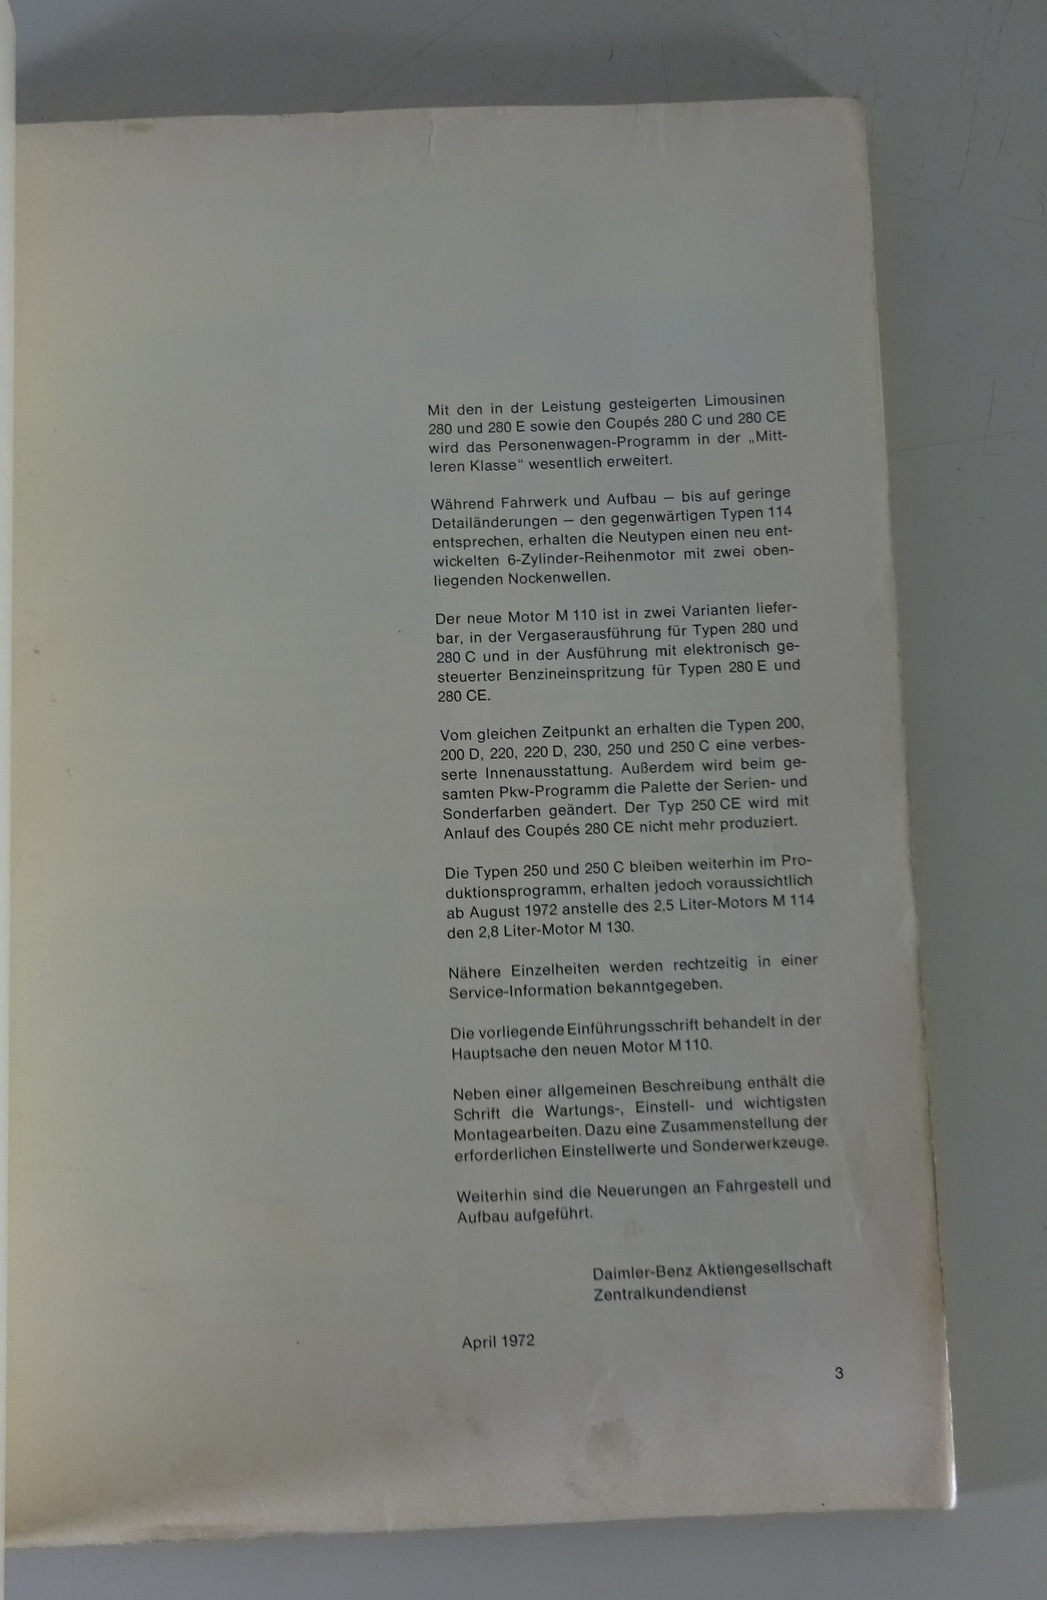 Mit den in der Leistung gesteigerten Limousinen
280 und 280 E sowie den Coupés 280 C und 280 CE
wird das Personenwagen-Programm in der „Mitt-
leren Klasse“ wesentlich erweitert.
Während Fahrwerk und Aufbau — bis auf geringe
Detailänderungen — den gegenwärtigen Typen 114
entsprechen, erhalten die Neutypen einen neu ent-
wickelten 6-Zylinder-Reihenmotor mit zwei oben-
liegenden Nockenwellen.
Der neue Motor M 110 ist in zwei Varianten liefer-
bar, in der Vergaserausführung für Typen 280 und
280 C und in der Ausführung mit elektronisch ge-
steuerter Benzineinspritzung für Typen 280 E und
280 CE.
Vom gleichen Zeitpunkt an erhalten die Typen 200,
200 D, 220, 220 D, 230, 250 und 250 C eine verbes-
serte Innenausstattung. Außerdem wird beim ge-
samten Pkw-Programm die Palette der Serien- und
Sonderfarben geändert. Der Typ 250 CE wird mit
Anlauf des Coupés 280 CE nicht mehr produziert.
Die Typen 250 und 250 C bleiben weiterhin im Pro-
duktionsprogramm, erhalten jedoch voraussichtlich
ab August 1972 anstelle des 2,5 Liter-Motors M 114
den 2,8 Liter-Motor M 130.
Nähere Einzelheiten werden rechtzeitig in einer
Service-Information bekanntgegeben.
Die vorliegende Einführungsschrift behandelt in der
Hauptsache den neuen Motor M 110.
Neben einer allgemeinen Beschreibung enthält die
Schrift die Wartungs-, Einstell- und wichtigsten
Montagearbeiten. Dazu eine Zusammenstellung der
erforderlichen Einstellwerte und Sonderwerkzeuge.
Weiterhin sind die Neuerungen an Fahrgestell und
Aufbau aufgeführt.
Daimler-Benz Aktiengesellschaft
Zentralkundendienst
April 1972
3